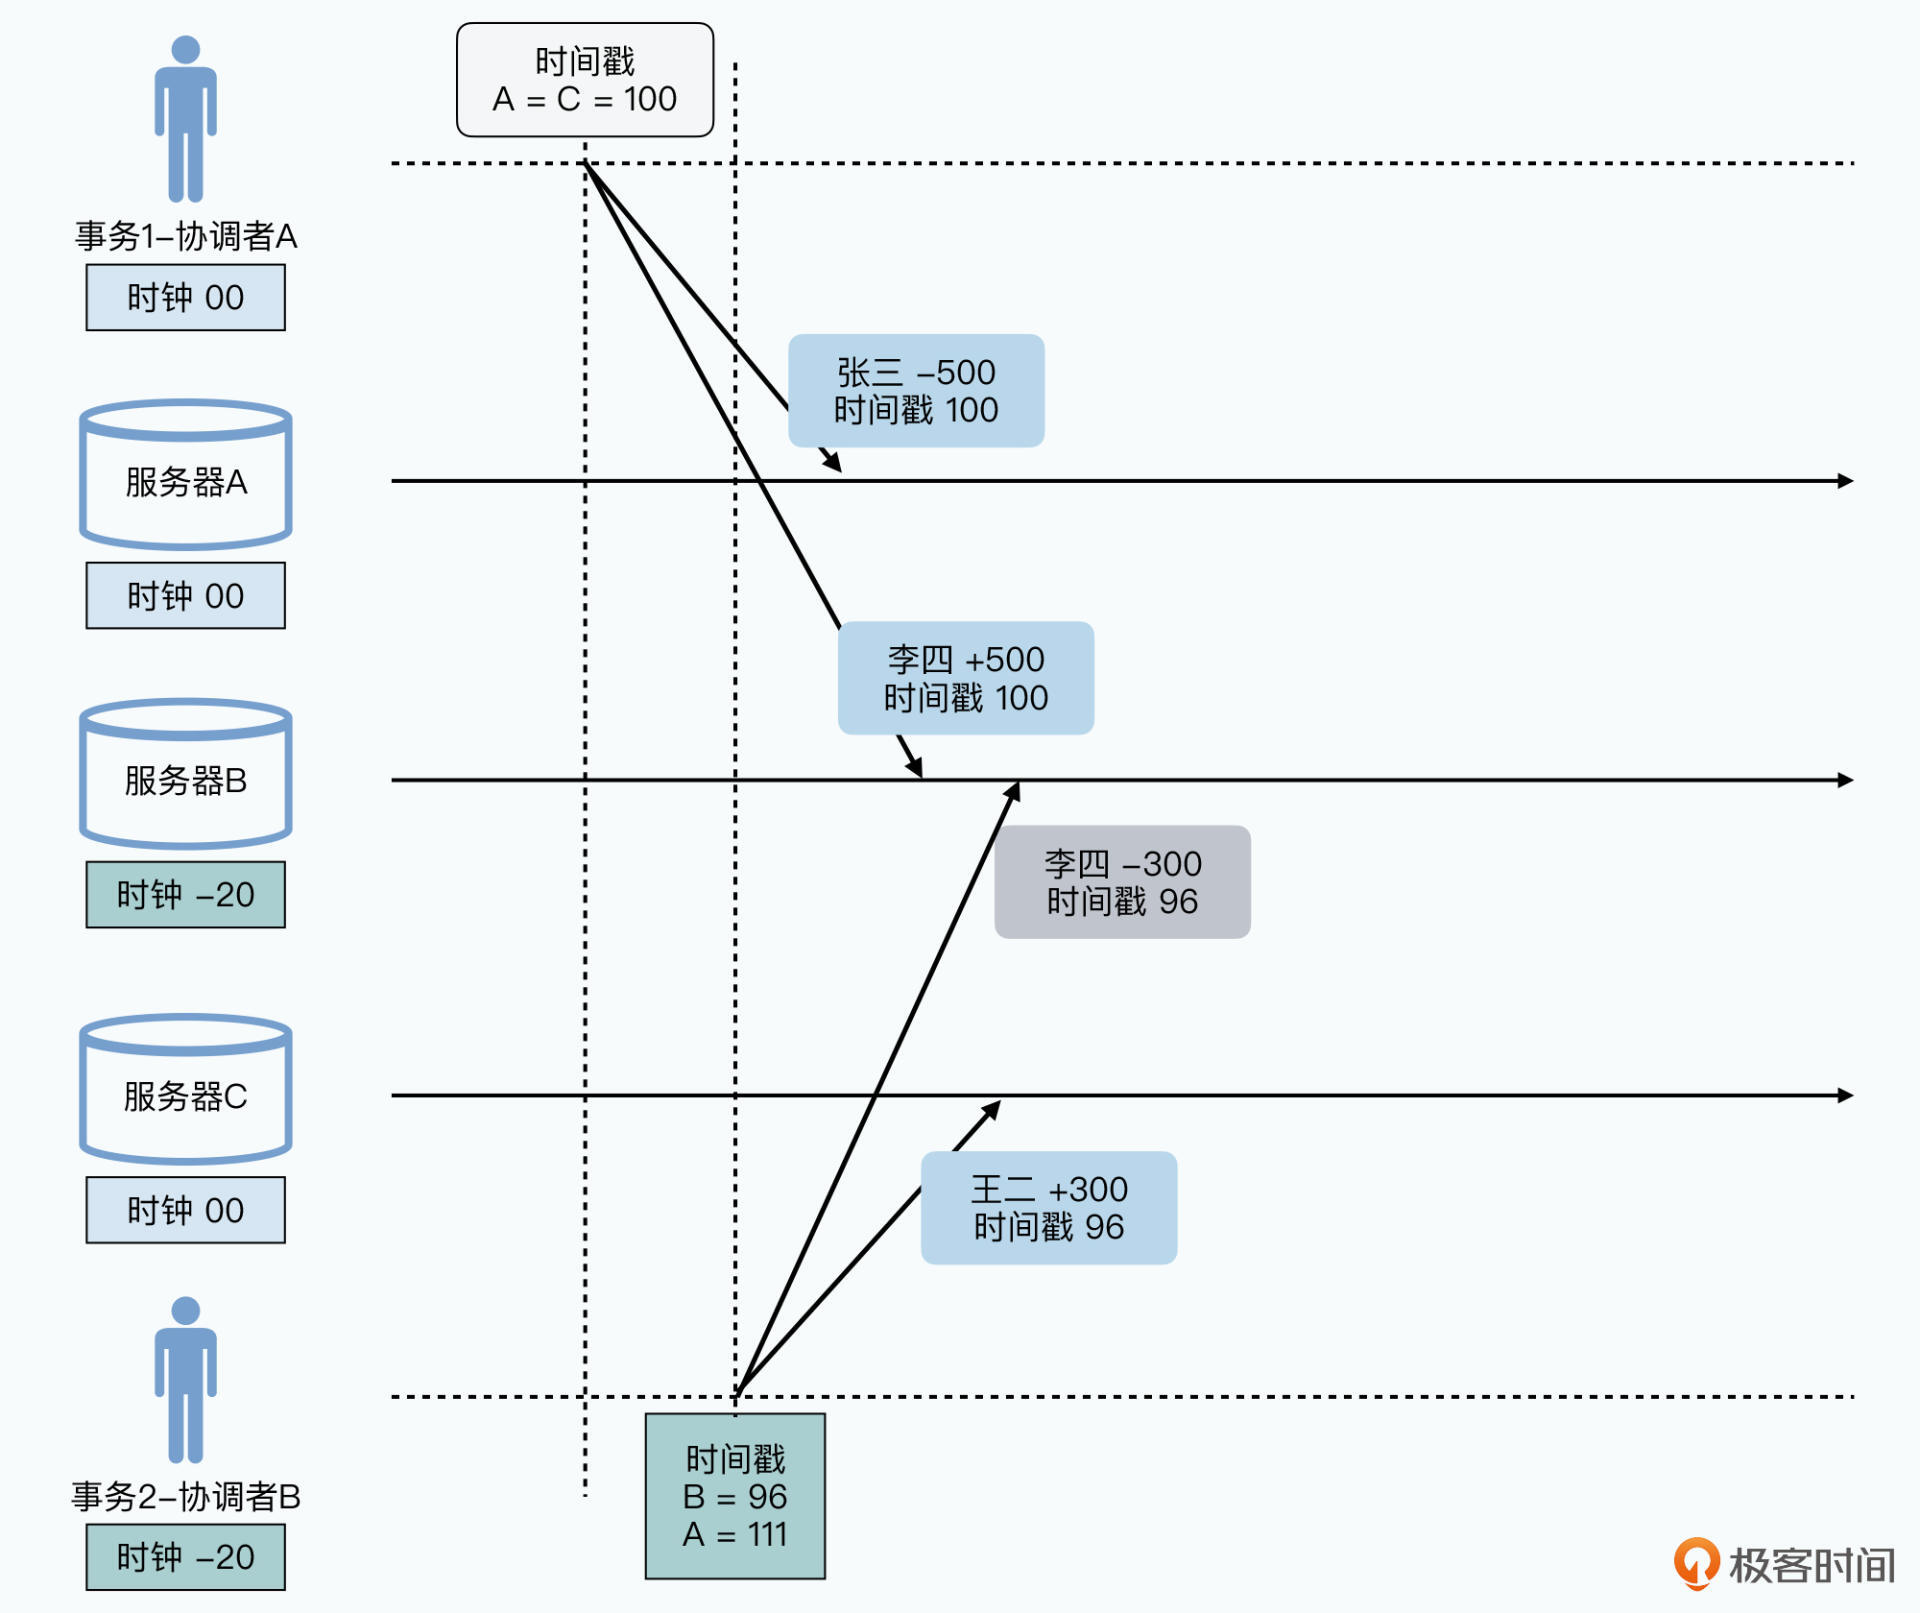 时间戳
A = C = 100
事务1-协调者A
时钟 00
张三 -500
时间戳 100
服务器A
时钟 00
李四 +500
时间戳 100
服务器B
时钟 -20
李四 -300
时间戳 96
服务器C
时钟 00
王二 +300
时间戳 96
事务2-协调者B
时钟 -20
时间戳
B = 96
A = 111
极客时间